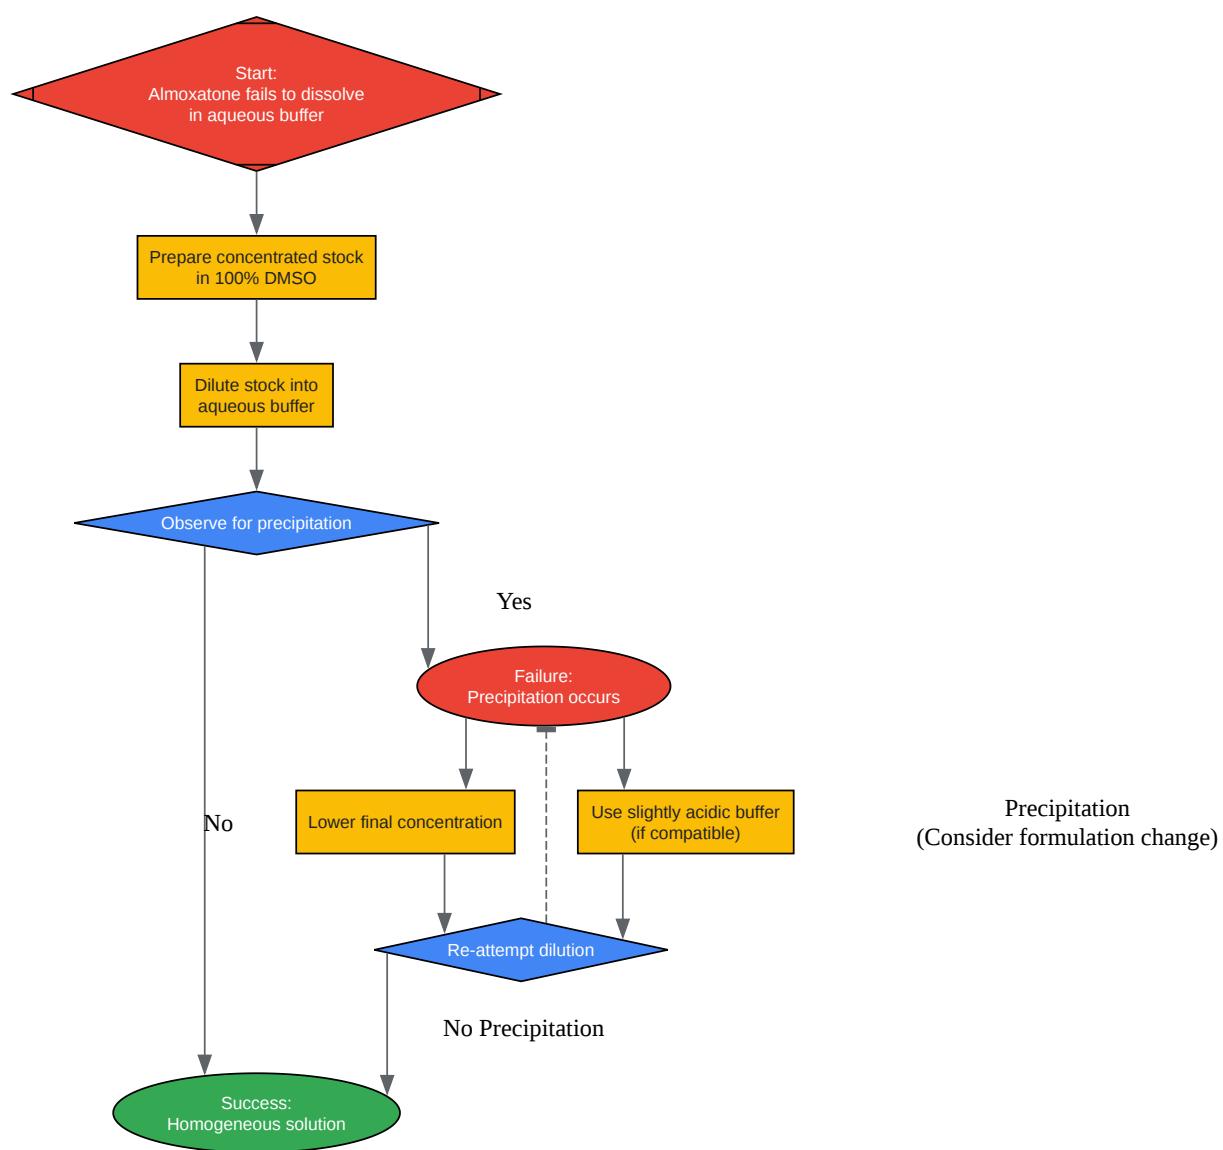 Start:
Almoxatone fails to dissolve
in aqueous buffer
Prepare concentrated stock
in 100% DMSO
Dilute stock into
aqueous buffer
Observe for precipitation
Yes
Failure:
Precipitation occurs
No
Lower final concentration
Use slightly acidic buffer
(if compatible)
Precipitation
(Consider formulation change)
Re-attempt dilution
No Precipitation
Success:
Homogeneous solution